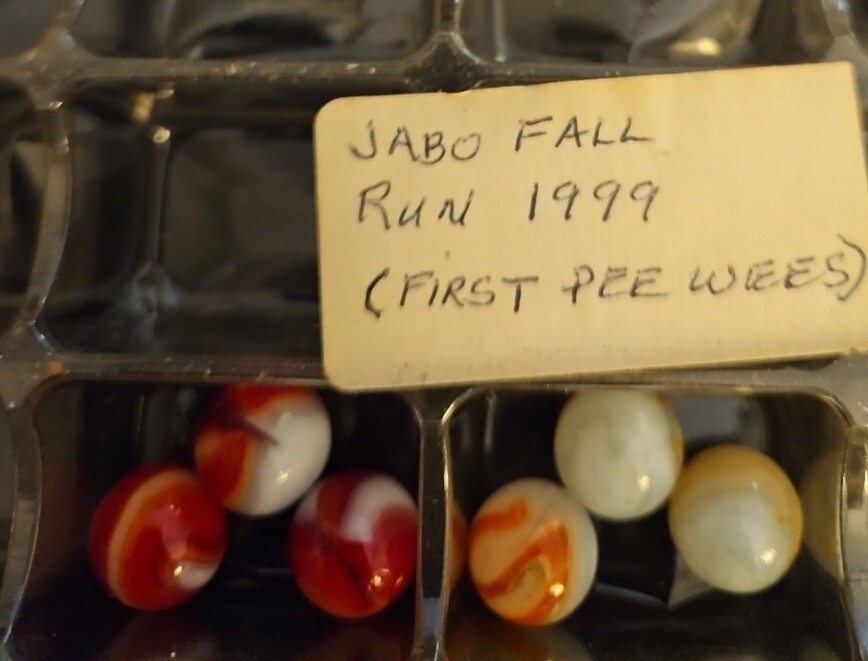 JABO FALL
RUN 1999
(FIRST PEE WEES)